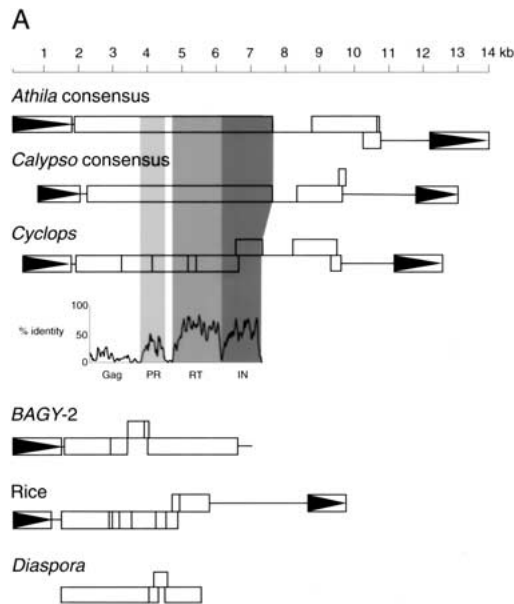 A
1 2 3 4 5 6 7 8 9 10 11 12 13 14 kb
Athila consensus
Calypso consensus
Cyclops
100
% identity 50
0
Gag PR RT IN
BAGY-2
Rice
Diaspora